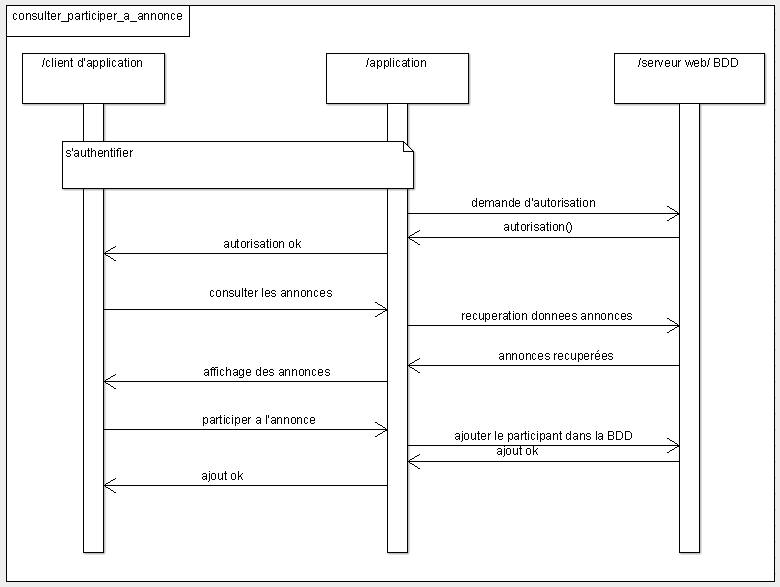 consulter_participer_a_annonce
/client d'application
/application
/serveur web/ BDD
s'authentifier
demande d'autorisation
autorisation()
autorisation ok
consulter les annonces
recuperation donnees annonces
annonces recuperées
affichage des annonces
participer a l'annonce
ajouter le participant dans la BDD
ajout ok
ajout ok